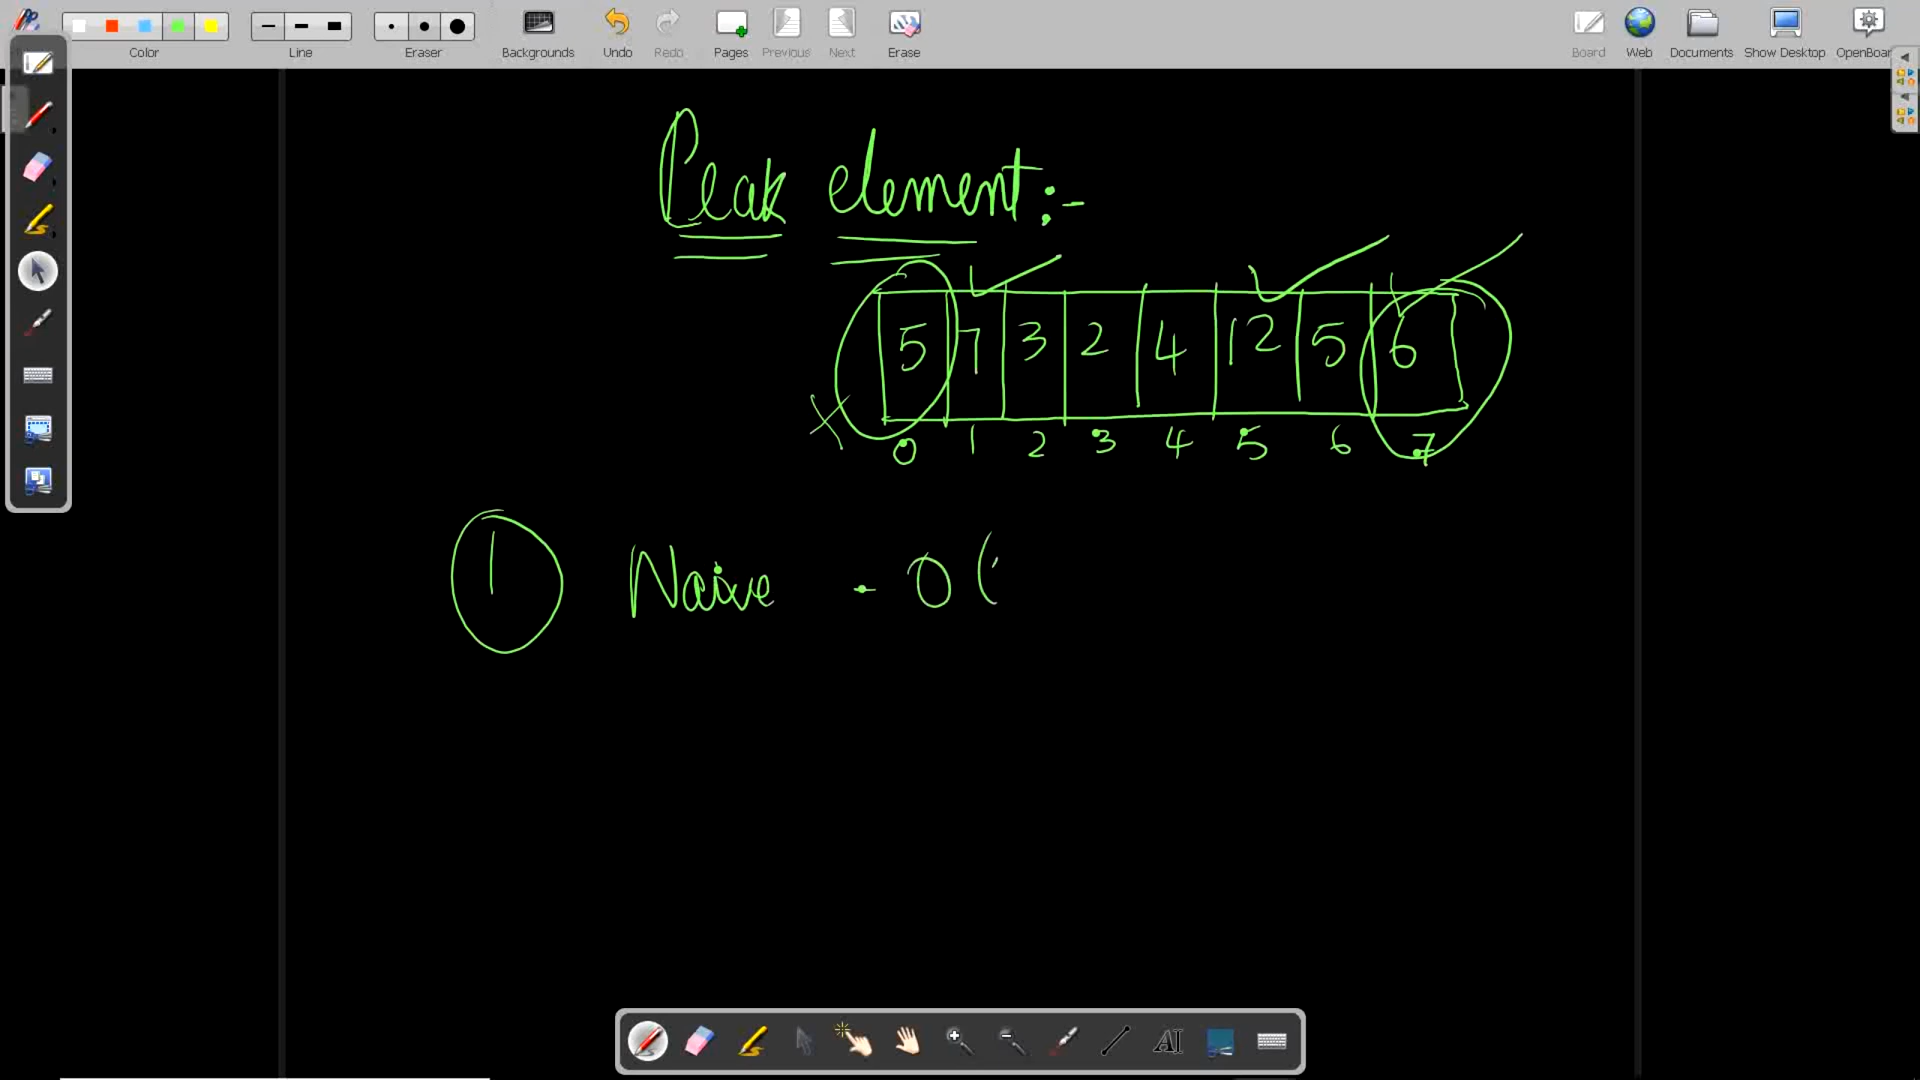 Color Line Eraser Backgrounds Undo Redo Pages Previous Next Erase Board Web Documents Show Desktop OpenBoar
Peak element:-
5 7 3 2 4 12 5 6
0 1 2 3 4 5 6 7
1 Naive - O(